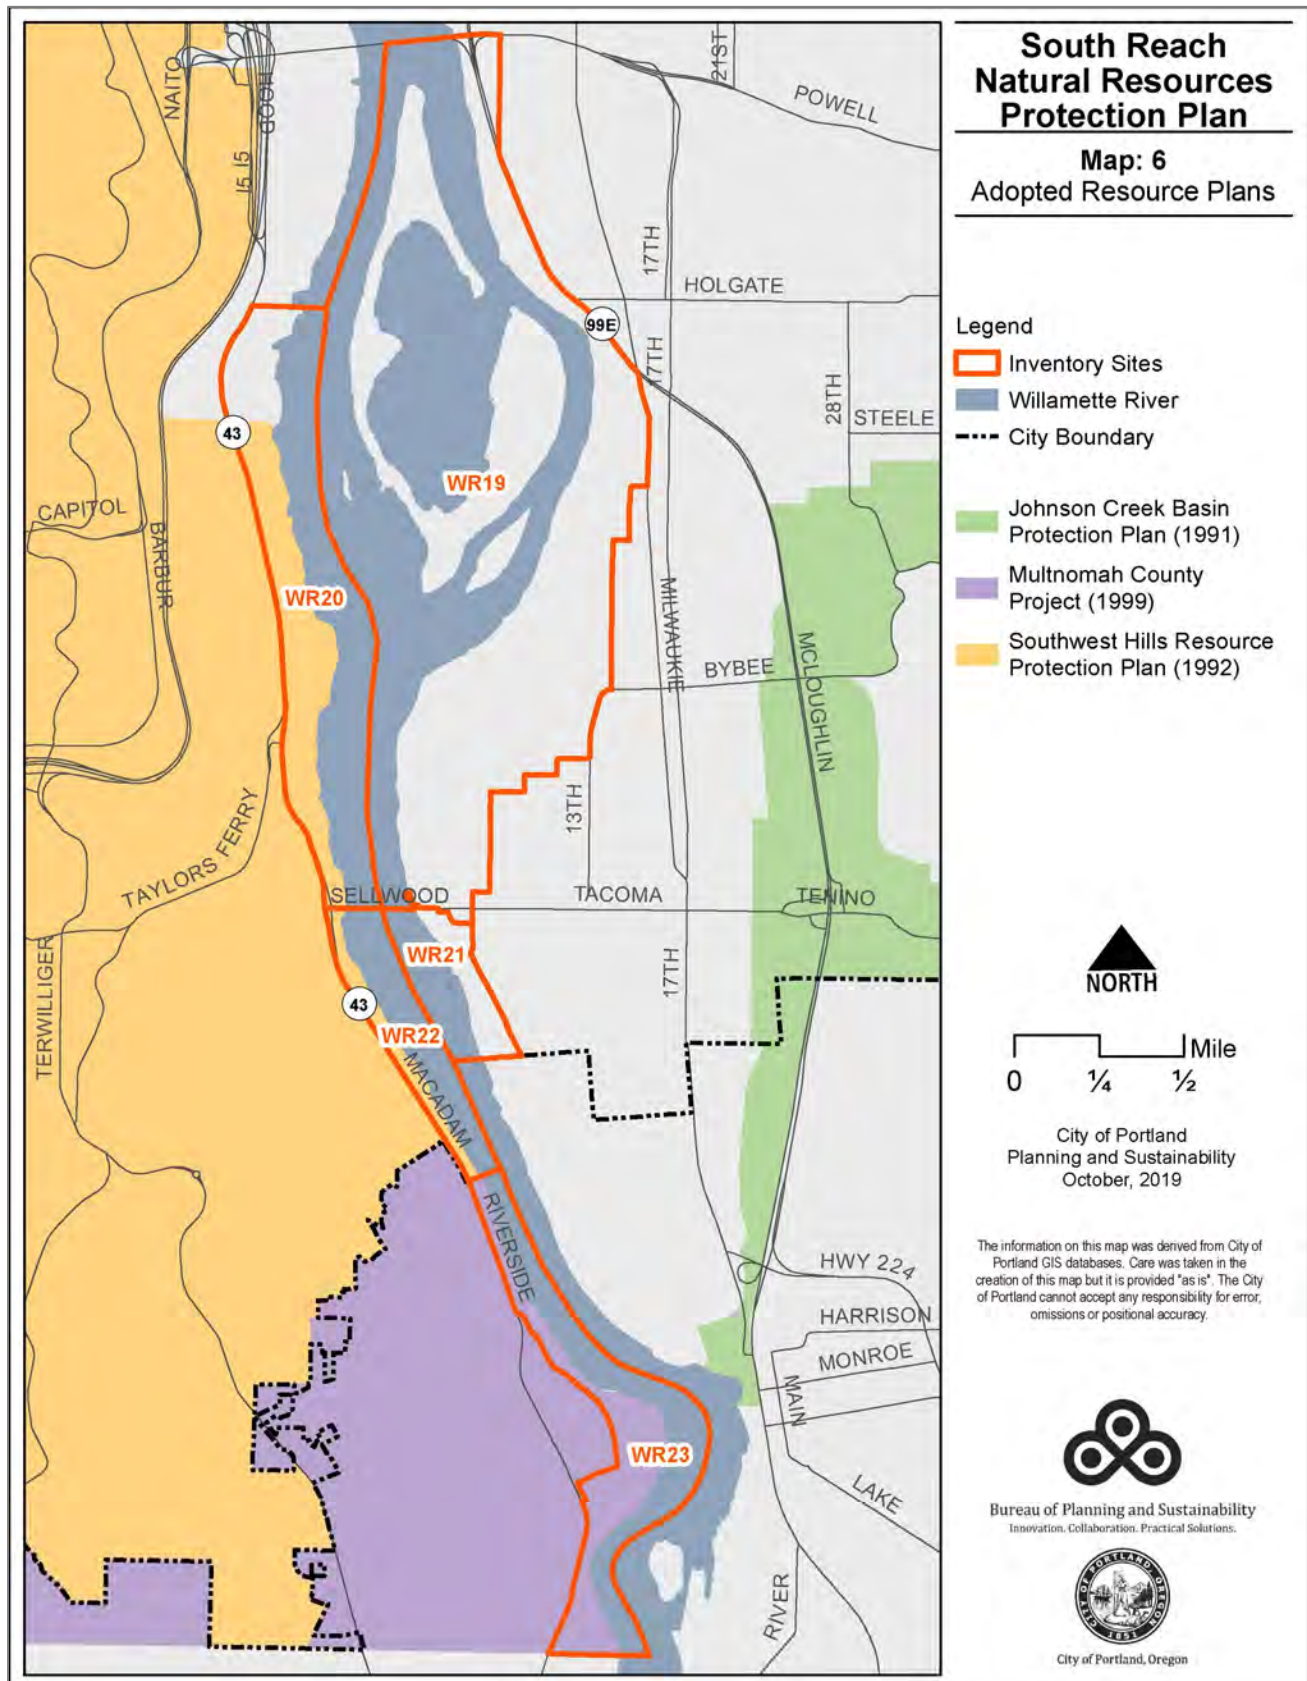 South Reach
Natural Resources
Protection Plan
Map: 6
Adopted Resource Plans
Legend
Inventory Sites
Willamette River
City Boundary
Johnson Creek Basin
Protection Plan (1991)
Multnomah County
Project (1999)
Southwest Hills Resource
Protection Plan (1992)
NORTH
Mile
0 ¼ ½
City of Portland
Planning and Sustainability
October, 2019
The information on this map was derived from City of
Portland GIS databases. Care was taken in the
creation of this map but it is provided "as is". The City
of Portland cannot accept any responsibility for error,
omissions or positional accuracy.
Bureau of Planning and Sustainability
Innovation. Collaboration. Practical Solutions.
CITY OF PORTLAND, OREGON
1851
City of Portland, Oregon
NAITO
HOOD
I5 I5
21ST
POWELL
17TH
HOLGATE
99E
17TH
28TH
STEELE
43
WR19
CAPITOL
BARBUR
WR20
MILWAUKIE
BYBEE
MCLOUGHLIN
13TH
TAYLORS FERRY
SELLWOOD
TACOMA
TENINO
WR21
17TH
TERWILLIGER
43
WR22
MACADAM
RIVERSIDE
HWY 224
HARRISON
MONROE
MAIN
WR23
LAKE
RIVER